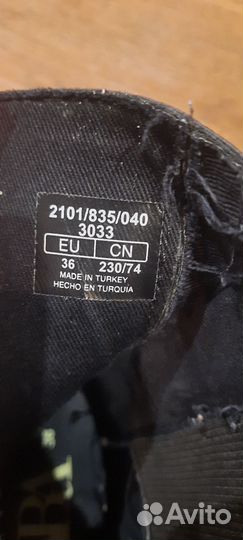 2101/835/040
3033
EU CN
36 230/74
MADE IN TURKEY
HECHO EN TURQUIA
Avito